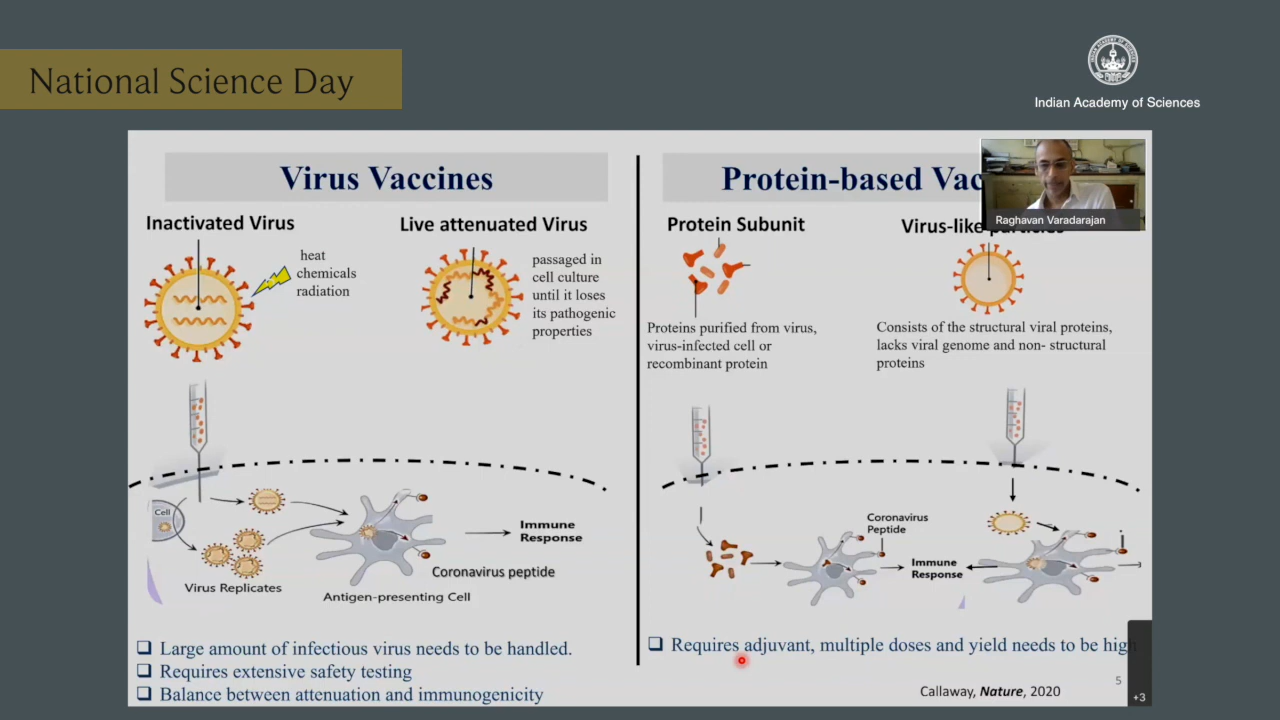 National Science Day
Indian Academy of Sciences
Virus Vaccines
Inactivated Virus
heat
chemicals
radiation
Live attenuated Virus
passaged in
cell culture
until it loses
its pathogenic
properties
Cell
Virus Replicates
Antigen-presenting Cell
Coronavirus peptide
Immune
Response
Large amount of infectious virus needs to be handled.
Requires extensive safety testing
Balance between attenuation and immunogenicity
Protein-based Vac
Raghavan Varadarajan
Protein Subunit
Proteins purified from virus,
virus-infected cell or
recombinant protein
Virus-like particles
Consists of the structural viral proteins,
lacks viral genome and non- structural
proteins
Coronavirus
Peptide
Immune
Response
Requires adjuvant, multiple doses and yield needs to be high
5
Callaway, Nature, 2020
+3